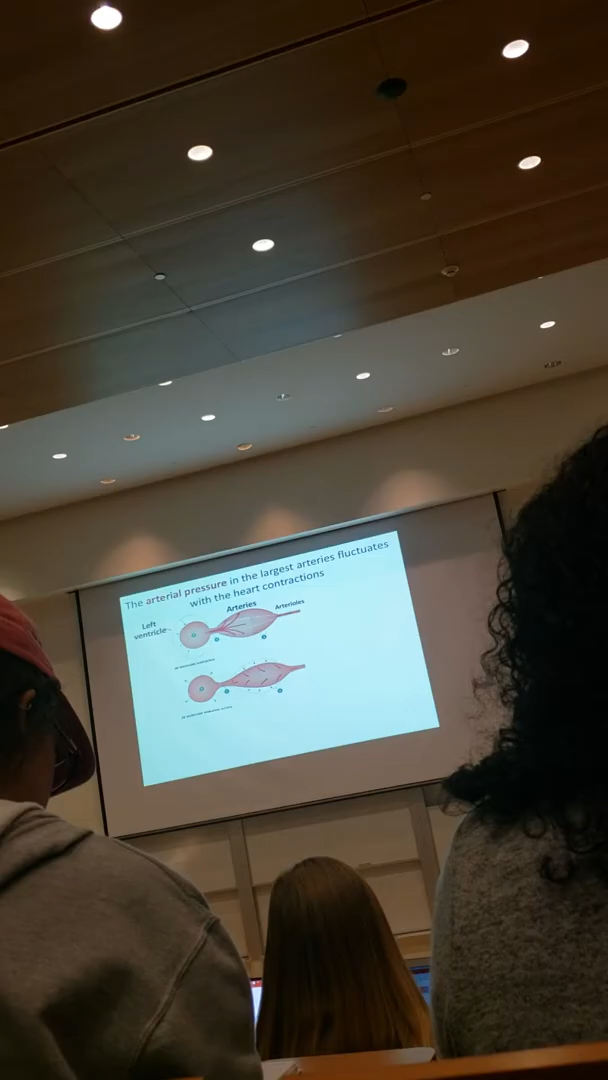 The arterial pressure in the largest arteries fluctuates
with the heart contractions
Arteries
Arterioles
Left
ventricle